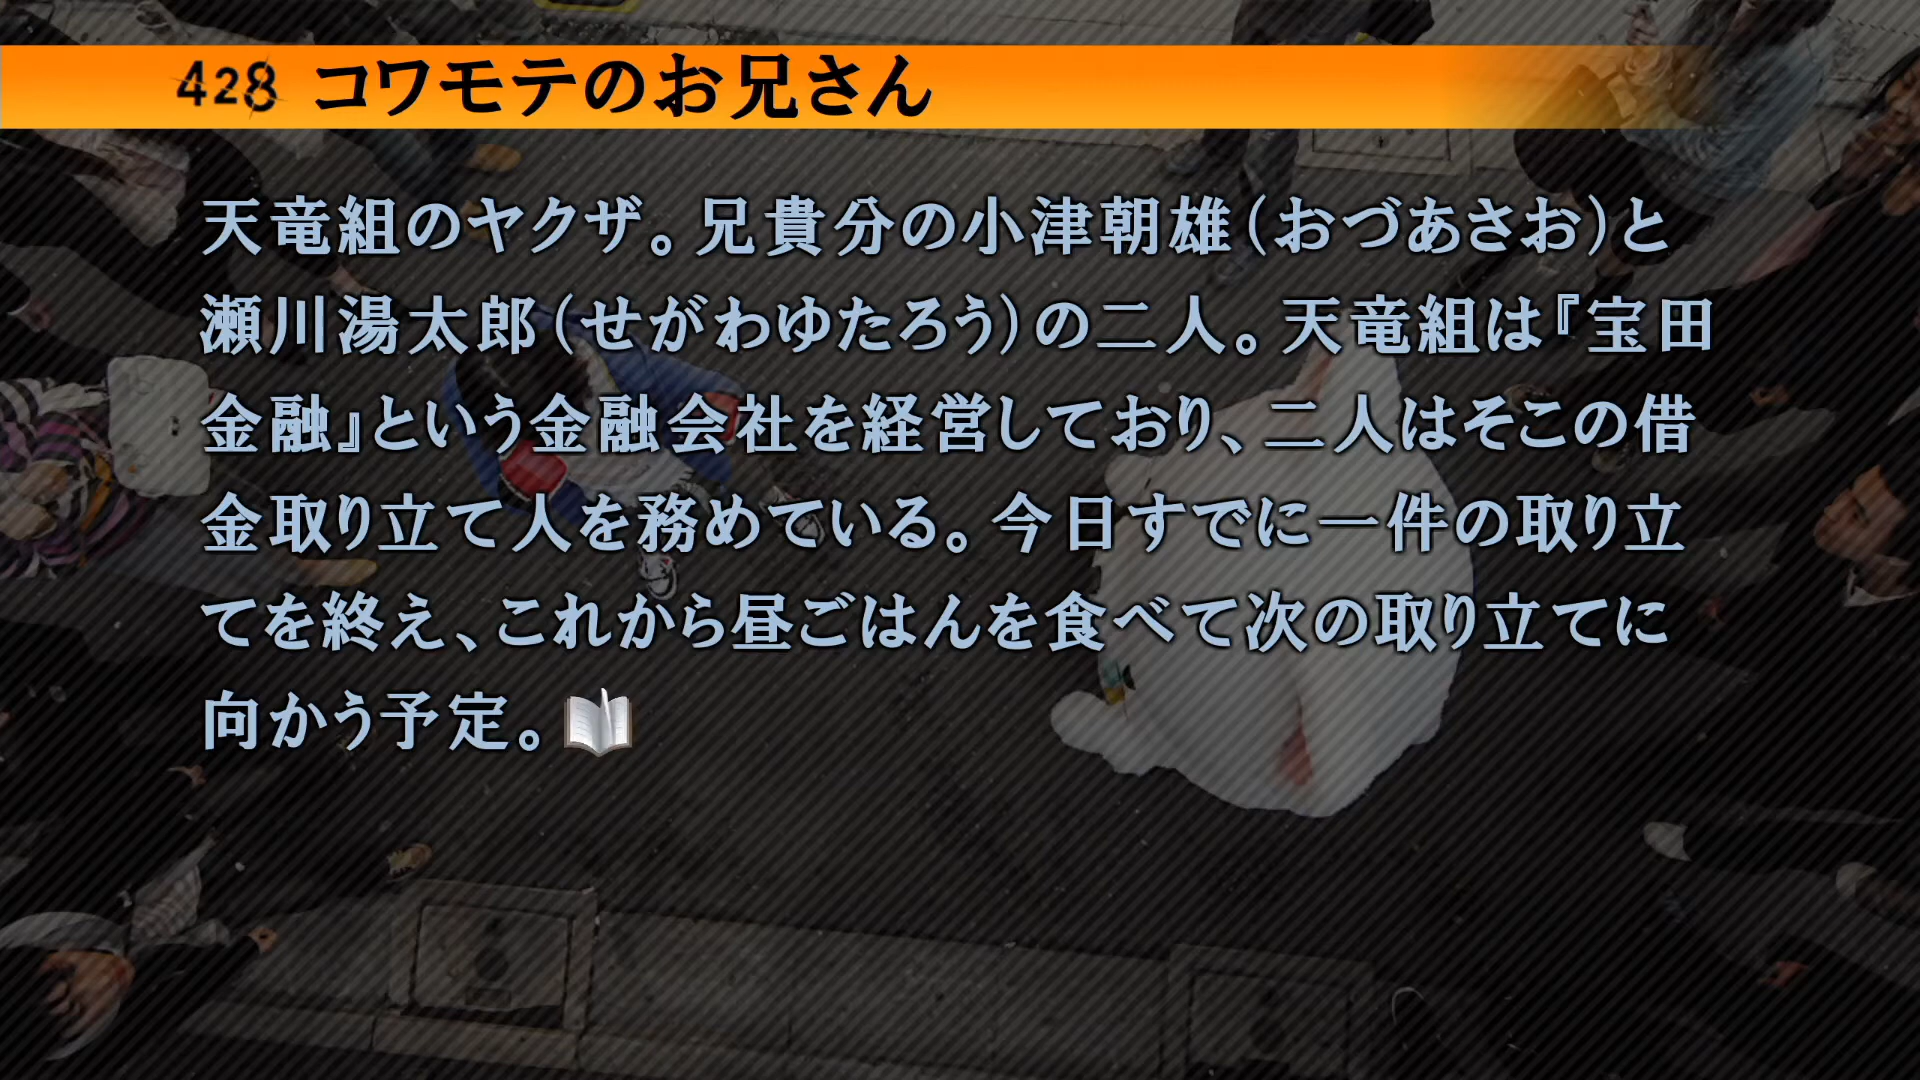 428 コワモテのお兄さん
天竜組のヤクザ。兄貴分の小津朝雄(おづあさお)と
瀬川湯太郎(せがわゆたろう)の二人。天竜組は『宝田
金融』という金融会社を経営しており、二人はそこの借
金取り立て人を務めている。今日すでに一件の取り立
てを終え、これから昼ごはんを食べて次の取り立てに
向かう予定。